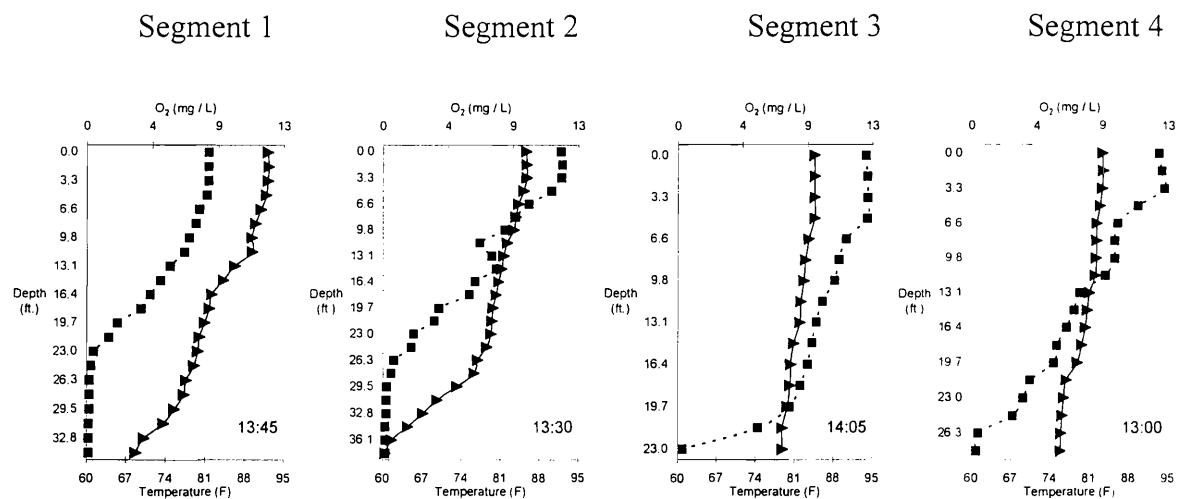 Segment 1 Segment 2 Segment 3 Segment 4
O2 (mg / L) O2 (mg / L) O2 (mg / L) O2 (mg / L)
0 4 9 13 0 4 9 13 0 4 9 13 0 4 9 13
0 0 0 0 0.0 0 0
3.3 3.3 3.3 3.3
6.6 6.6 6.6 6 6
9.8 9.8 9.8 9 8
13.1 13.1 13.1 13 1
Depth 16.4 Depth 16.4 Depth 16.4 Depth 16.4
(ft.) (ft.) (ft.) (ft )
19.7 19.7 19.7 19.7
23.0 23 0 23.0 23 0
26.3 26.3 26.3
29.5 29.5
32.8 32.8
36 1
13:45 13:30 14:05 13:00
60 67 74 81 88 95 60 67 74 81 88 95 60 67 74 81 88 95 60 67 74 81 88 95
Temperature (F) Temperature (F) Temperature (F) Temperature (F)